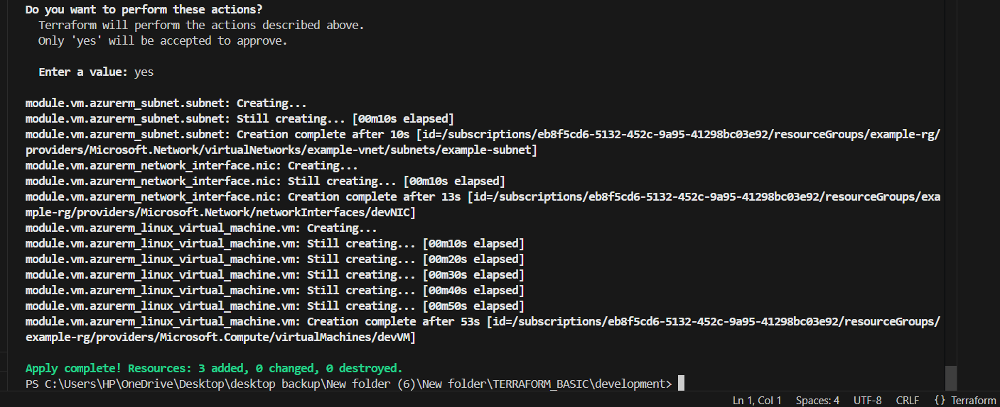 Do you want to perform these actions?
Terraform will perform the actions described above.
Only 'yes' will be accepted to approve.
Enter a value: yes
module.vm.azurerm_subnet.subnet: Creating...
module.vm.azurerm_subnet.subnet: Still creating... [00m10s elapsed]
module.vm.azurerm_subnet.subnet: Creation complete after 10s [id=/subscriptions/eb8f5cd6-5132-452c-9a95-41298bc03e92/resourceGroups/example-rg/
providers/Microsoft.Network/virtualNetworks/example-vnet/subnets/example-subnet]
module.vm.azurerm_network_interface.nic: Creating...
module.vm.azurerm_network_interface.nic: Still creating... [00m10s elapsed]
module.vm.azurerm_network_interface.nic: Creation complete after 13s [id=/subscriptions/eb8f5cd6-5132-452c-9a95-41298bc03e92/resourceGroups/exa
mple-rg/providers/Microsoft.Network/networkInterfaces/devNIC]
module.vm.azurerm_linux_virtual_machine.vm: Creating...
module.vm.azurerm_linux_virtual_machine.vm: Still creating... [00m10s elapsed]
module.vm.azurerm_linux_virtual_machine.vm: Still creating... [00m20s elapsed]
module.vm.azurerm_linux_virtual_machine.vm: Still creating... [00m30s elapsed]
module.vm.azurerm_linux_virtual_machine.vm: Still creating... [00m40s elapsed]
module.vm.azurerm_linux_virtual_machine.vm: Still creating... [00m50s elapsed]
module.vm.azurerm_linux_virtual_machine.vm: Creation complete after 53s [id=/subscriptions/eb8f5cd6-5132-452c-9a95-41298bc03e92/resourceGroups/
example-rg/providers/Microsoft.Compute/virtualMachines/devVM]
Apply complete! Resources: 3 added, 0 changed, 0 destroyed.
PS C:\Users\HP\OneDrive\Desktop\desktop backup\New folder (6)\New folder\TERRAFORM_BASIC\development>
Ln 1, Col 1 Spaces: 4 UTF-8 CRLF {} Terraform